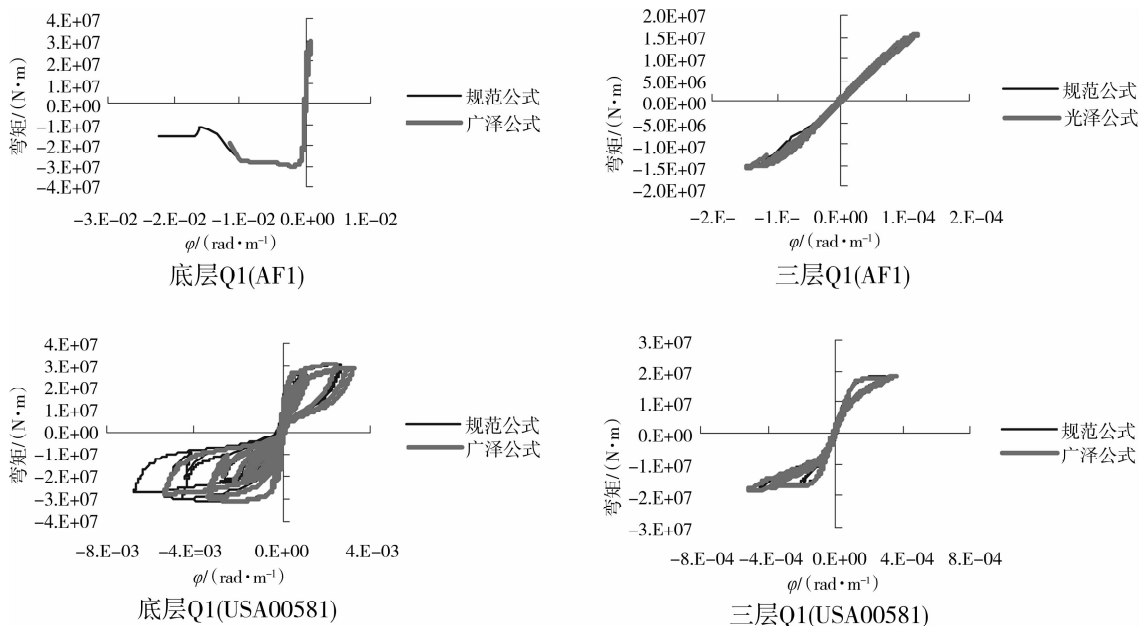 4.E+07
3.E+07
2.E+07
1.E+07
0.E+00
-1.E+07
-2.E+07
-3.E+07
-4.E+07
弯矩/(N•m)
-3.E-02 -2.E-02 -1.E-02 0.E+00 1.E-02
φ/(rad•m⁻¹)
规范公式
广泽公式
底层Q1(AF1)
2.0E+07
1.5E+07
1.0E+07
5.0E+06
0.0E+00
-5.0E+06
-1.0E+07
-1.5E+07
-2.0E+07
弯矩/(N•m)
-2.E- -1.E- 0.E+00 1.E-04 2.E-04
φ/(rad•m⁻¹)
规范公式
光泽公式
三层Q1(AF1)
4.E+07
3.E+07
2.E+07
1.E+07
0.E+00
-1.E+07
-2.E+07
-3.E+07
-4.E+07
弯矩/(N•m)
-8.E-03 -4.E=03 0.E+00 4.E-03
φ/(rad•m⁻¹)
规范公式
广泽公式
底层Q1(USA00581)
3.E+07
2.E+07
1.E+07
0.E+00
-1.E+07
-2.E+07
-3.E+07
弯矩/(N•m)
-8.E-04 -4.E-04 0.E+00 4.E-04 8.E-04
φ/(rad•m⁻¹)
规范公式
广泽公式
三层Q1(USA00581)